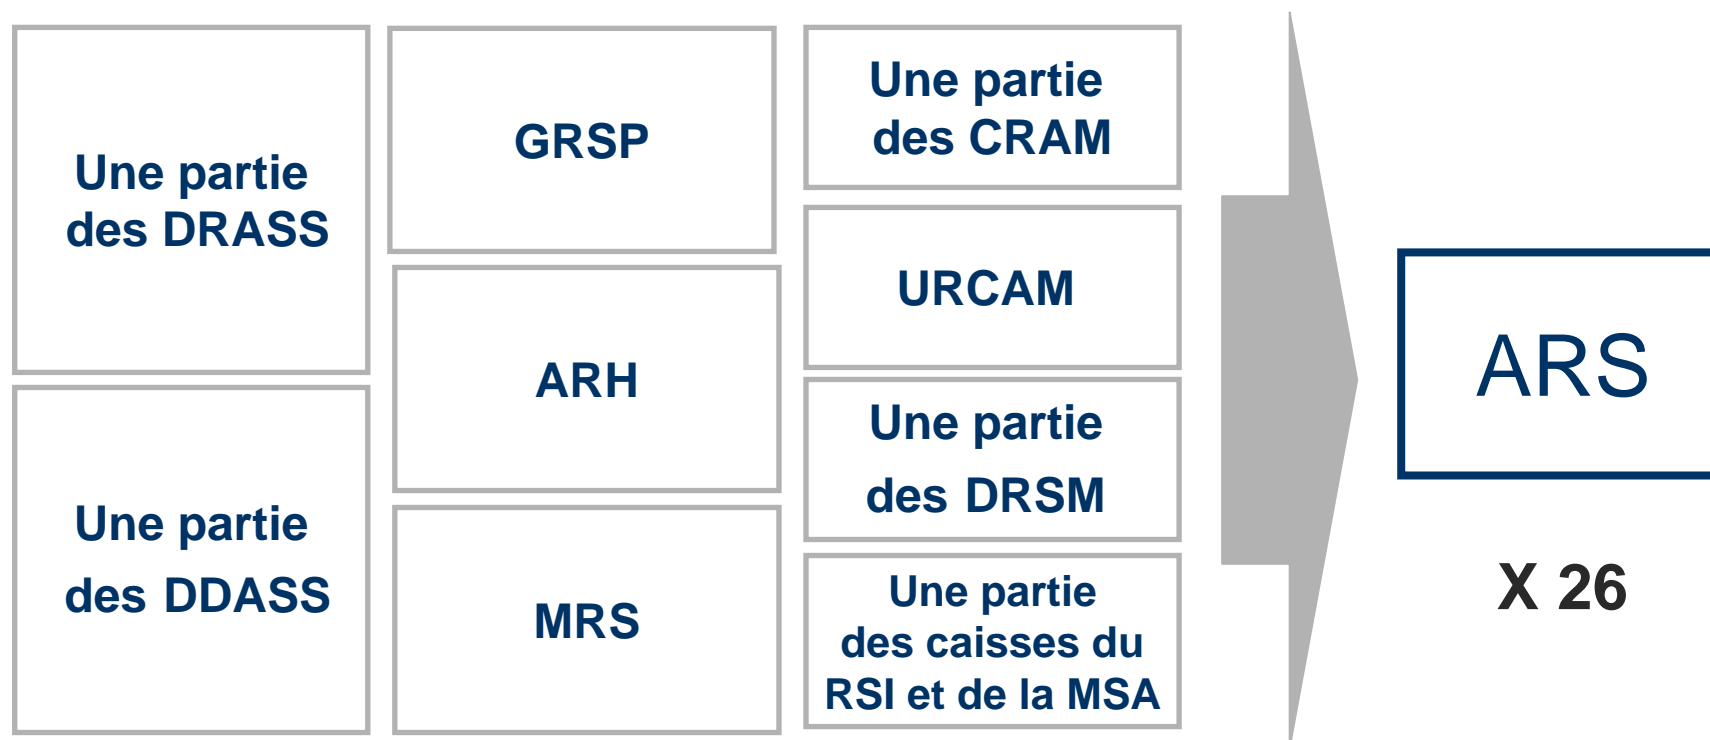 Une partie
des DRASS
Une partie
des DDASS
GRSP
ARH
MRS
Une partie
des CRAM
URCAM
Une partie
des DRSM
Une partie
des caisses du
RSI et de la MSA
ARS
X 26